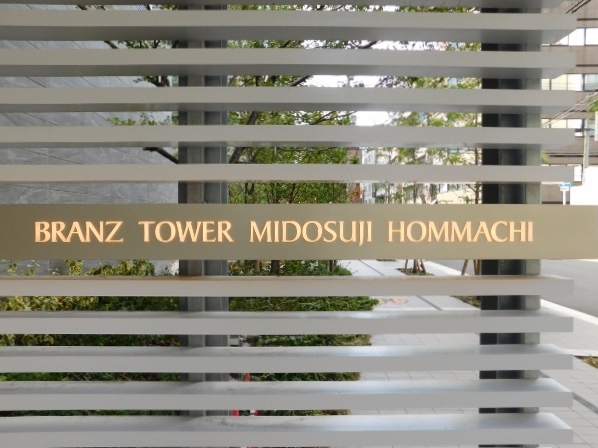 BRANZ TOWER MIDOSUJI HOMMACHI